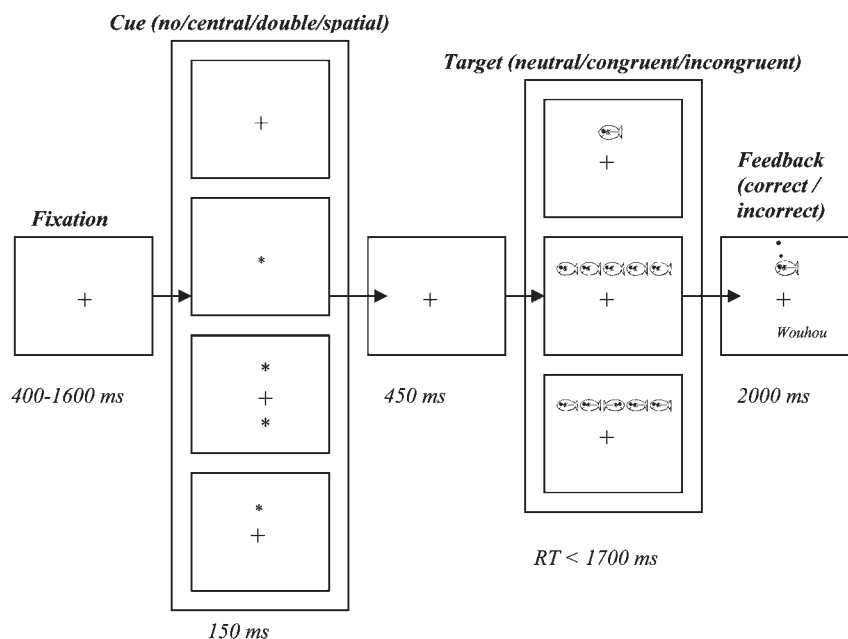 Cue (no/central/double/spatial)
Target (neutral/congruent/incongruent)
Feedback
(correct /
incorrect)
Fixation
+
*
*
+
*
*
+
+
+
+
+
+
+
Wouhou
400-1600 ms
450 ms
2000 ms
RT < 1700 ms
150 ms